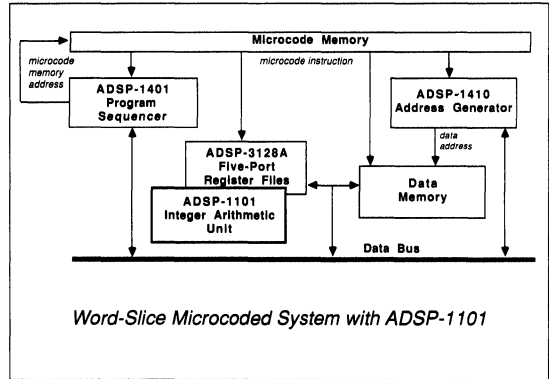 Microcode Memory
microcode
memory
address
microcode instruction
ADSP-1401
Program
Sequencer
ADSP-1410
Address Generator
data
address
ADSP-3128A
Five-Port
Register Files
ADSP-1101
Integer Arithmetic
Unit
Data
Memory
Data Bus
Word-Slice Microcoded System with ADSP-1101